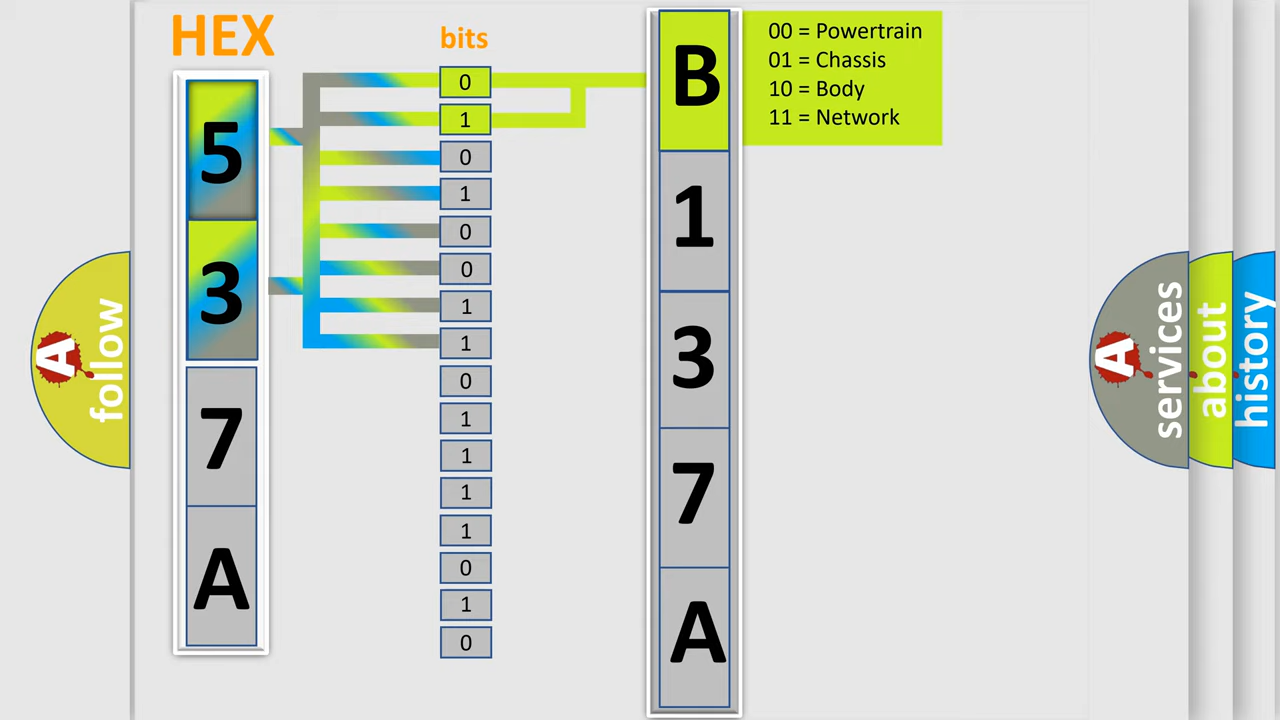 HEX
bits
5
3
7
A
0
1
0
1
0
0
1
1
0
1
1
1
1
0
1
0
B
1
3
7
A
00 = Powertrain
01 = Chassis
10 = Body
11 = Network
A
follow
A
services
about
history